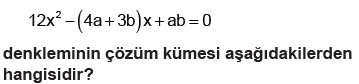 12x² − (4a + 3b) x + ab = 0
denkleminin çözüm kümesi aşağıdakilerden
hangisidir?